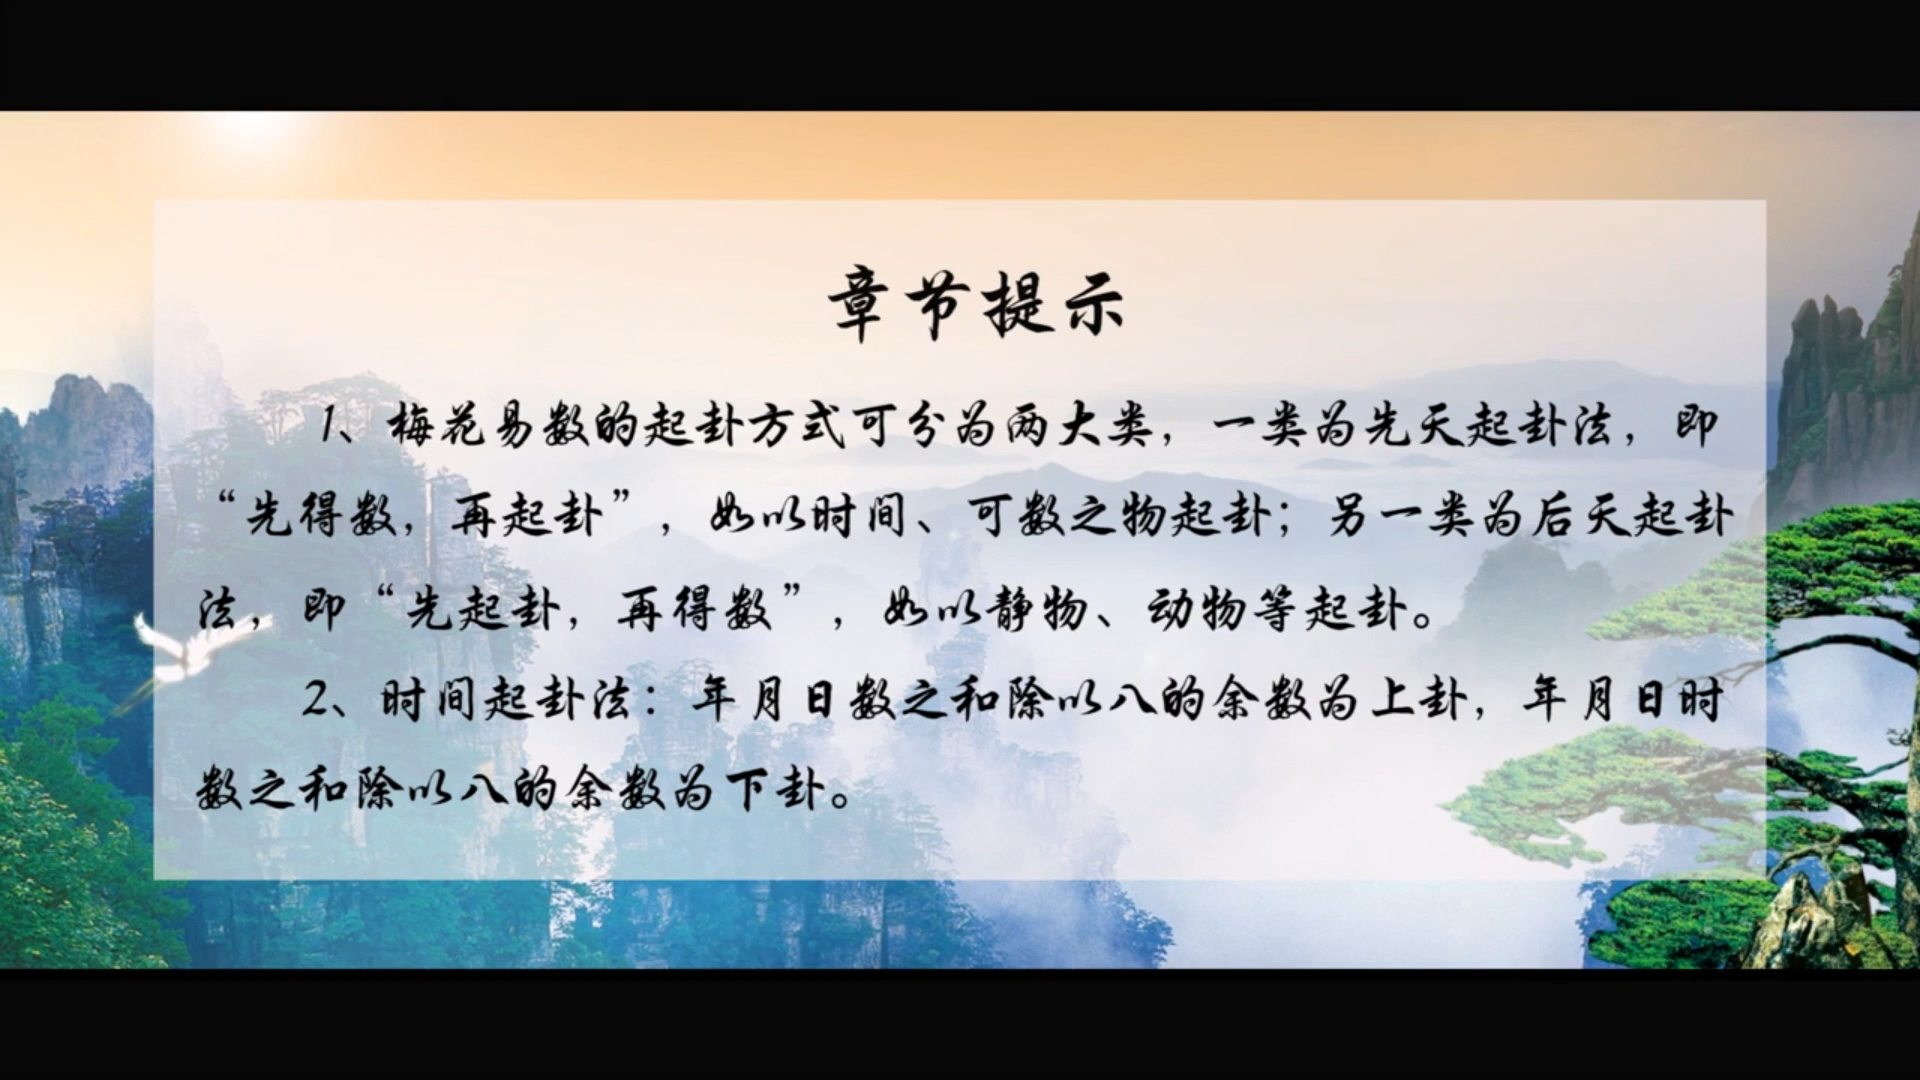 章节提示
1、梅花易数的起卦方式可分为两大类，一类为先天起卦法，即
“先得数，再起卦”，如以时间、可数之物起卦；另一类为后天起卦
法，即“先起卦，再得数”，如以静物、动物等起卦。
2、时间起卦法：年月日数之和除以八的余数为上卦，年月日时
数之和除以八的余数为下卦。